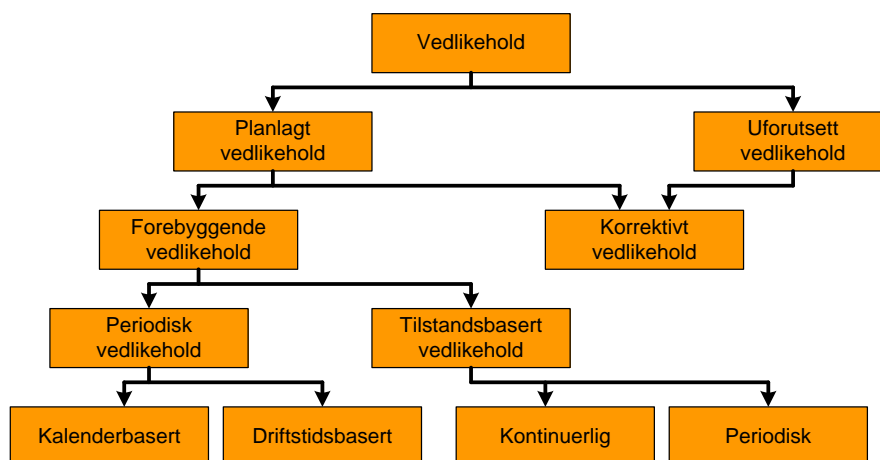 Vedlikehold
Planlagt
vedlikehold
Uforutsett
vedlikehold
Forebyggende
vedlikehold
Korrektivt
vedlikehold
Periodisk
vedlikehold
Tilstandsbasert
vedlikehold
Kalenderbasert
Driftstidsbasert
Kontinuerlig
Periodisk